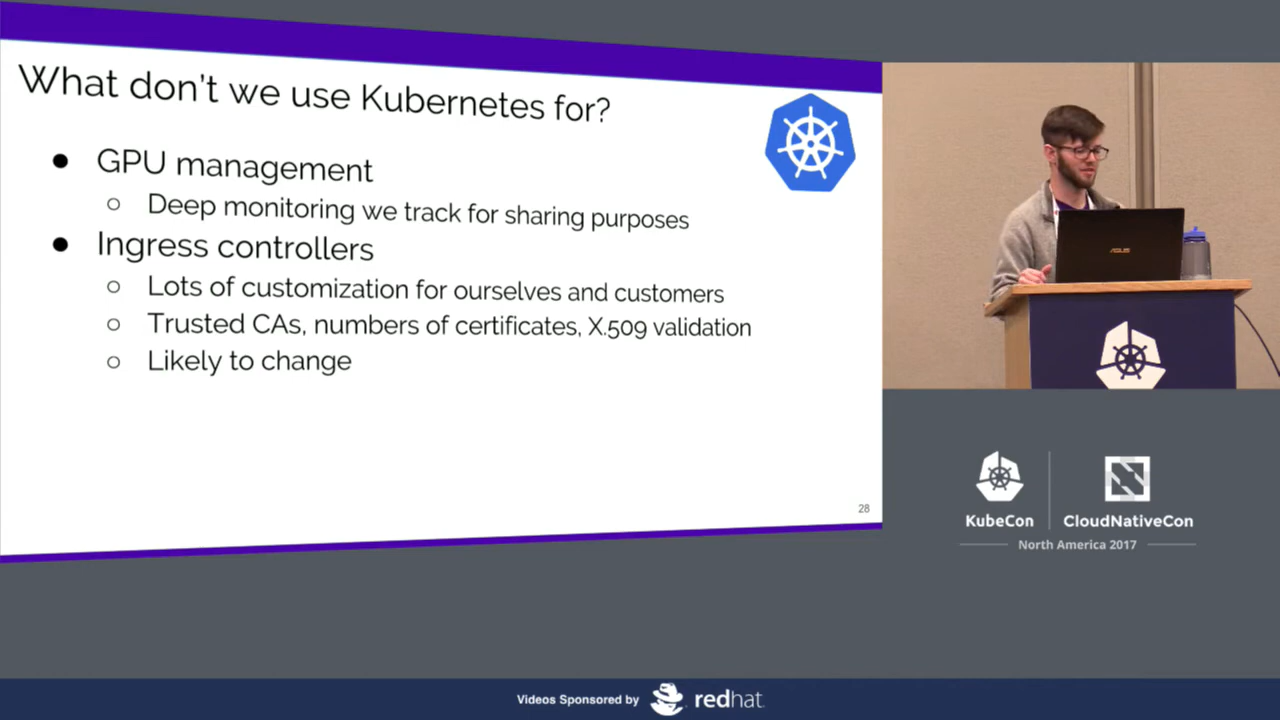 What don't we use Kubernetes for?
● GPU management
○ Deep monitoring we track for sharing purposes
● Ingress controllers
○ Lots of customization for ourselves and customers
○ Trusted CAs, numbers of certificates, X.509 validation
○ Likely to change
28
ASUS
KubeCon
CloudNativeCon
North America 2017
Videos Sponsored by
redhat.